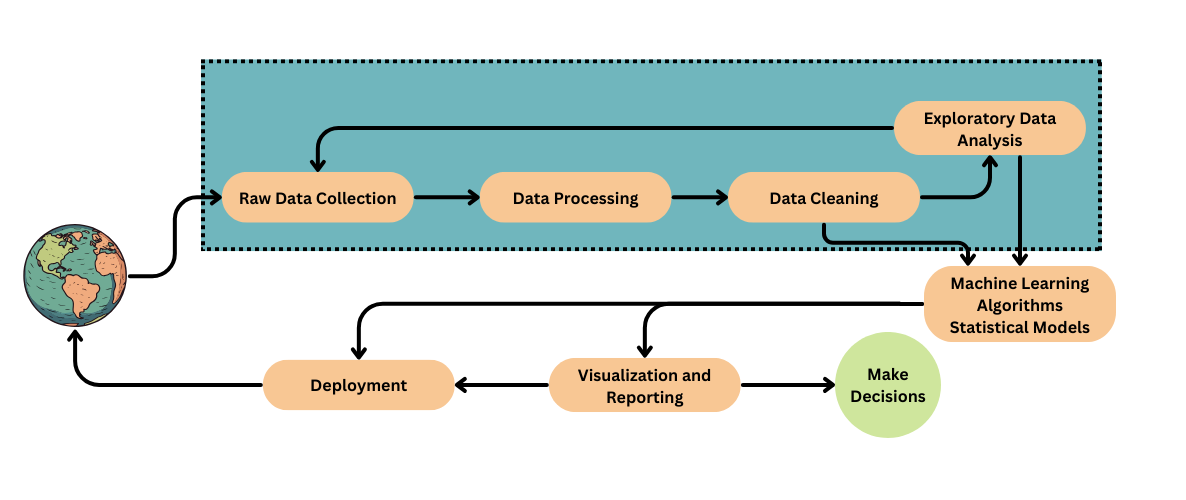 Exploratory Data
Analysis
Raw Data Collection
Data Processing
Data Cleaning
Machine Learning
Algorithms
Statistical Models
Deployment
Visualization and
Reporting
Make
Decisions